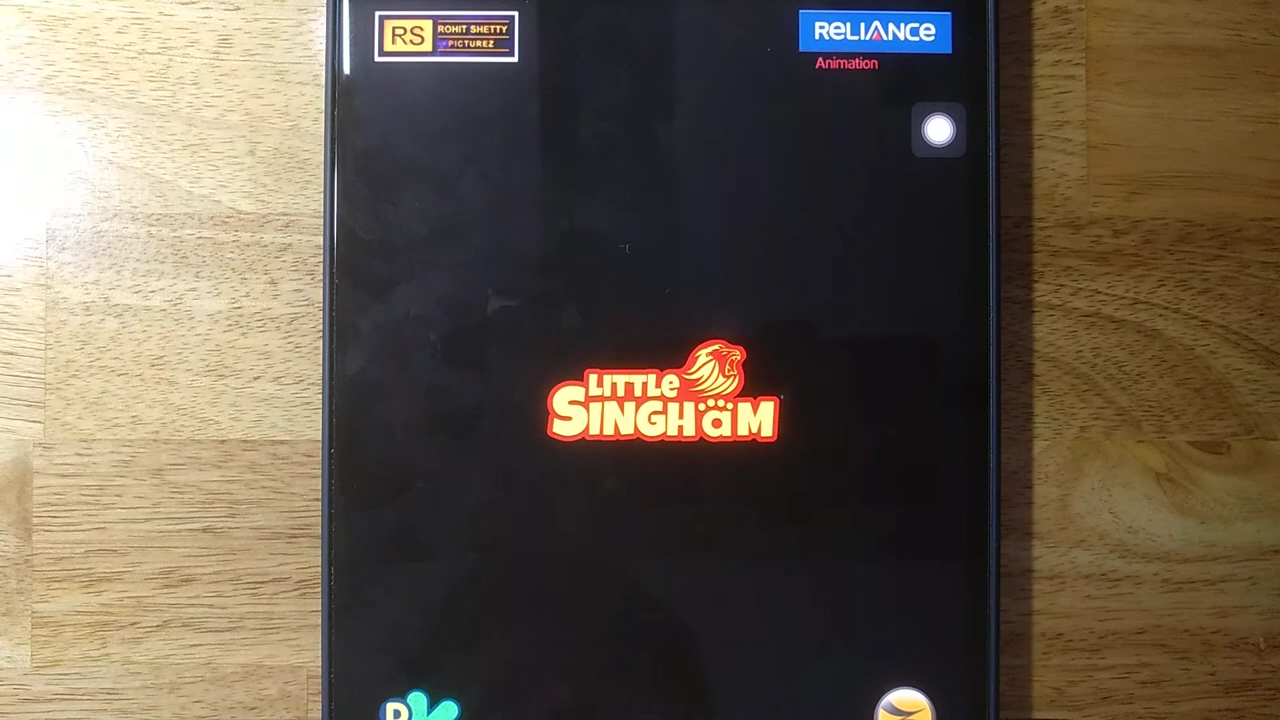 RS
ROHIT SHETTY
PICTUREZ
RELIANCE
Animation
LITTLE
SINGHAM